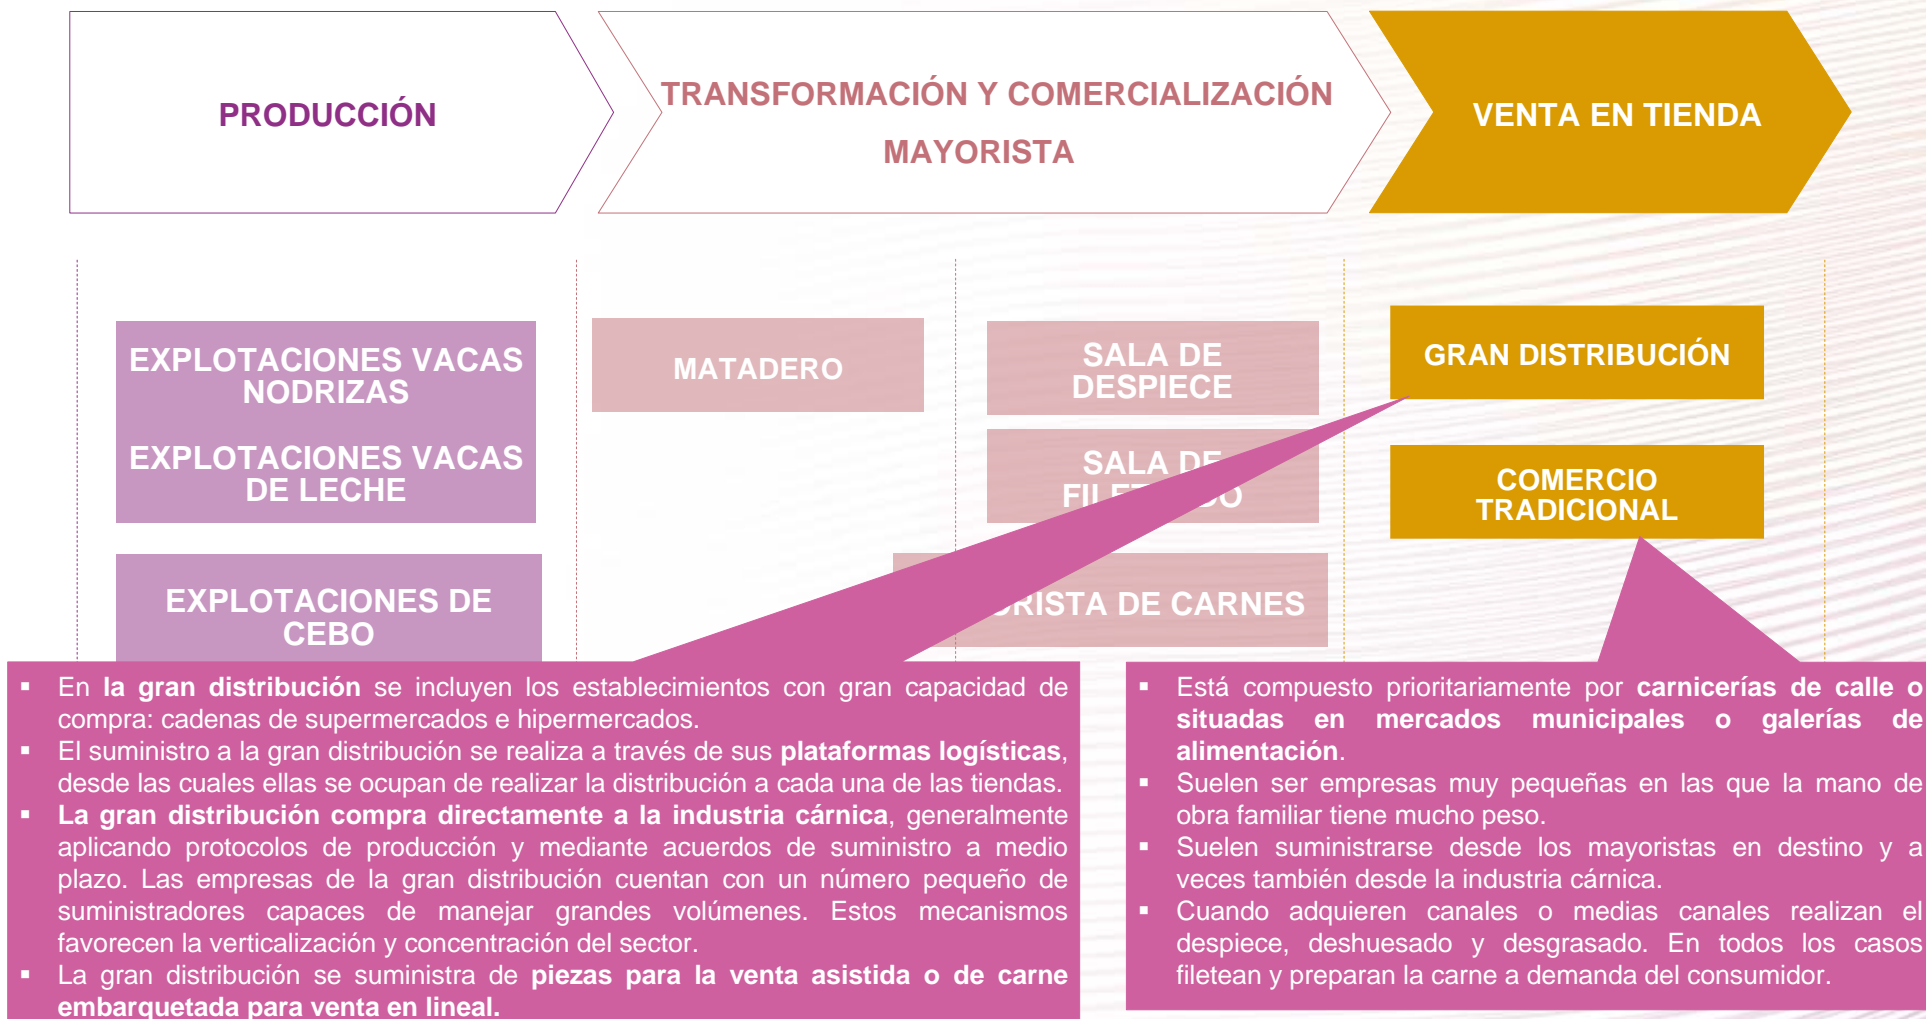 PRODUCCIÓN
TRANSFORMACIÓN Y COMERCIALIZACIÓN
MAYORISTA
VENTA EN TIENDA
EXPLOTACIONES VACAS
NODRIZAS
EXPLOTACIONES VACAS
DE LECHE
EXPLOTACIONES DE
CEBO
MATADERO
SALA DE
DESPIECE
SALA DE
RISTA DE CARNES
GRAN DISTRIBUCIÓN
COMERCIO
TRADICIONAL
▪ En la gran distribución se incluyen los establecimientos con gran capacidad de
compra: cadenas de supermercados e hipermercados.
▪ El suministro a la gran distribución se realiza a través de sus plataformas logísticas,
desde las cuales ellas se ocupan de realizar la distribución a cada una de las tiendas.
▪ La gran distribución compra directamente a la industria cárnica, generalmente
aplicando protocolos de producción y mediante acuerdos de suministro a medio
plazo. Las empresas de la gran distribución cuentan con un número pequeño de
suministradores capaces de manejar grandes volúmenes. Estos mecanismos
favorecen la verticalización y concentración del sector.
▪ La gran distribución se suministra de piezas para la venta asistida o de carne
embarquetada para venta en lineal.
▪ Está compuesto prioritariamente por carnicerías de calle o
situadas en mercados municipales o galerías de
alimentación.
▪ Suelen ser empresas muy pequeñas en las que la mano de
obra familiar tiene mucho peso.
▪ Suelen suministrarse desde los mayoristas en destino y a
veces también desde la industria cárnica.
▪ Cuando adquieren canales o medias canales realizan el
despiece, deshuesado y desgrasado. En todos los casos
filetean y preparan la carne a demanda del consumidor.